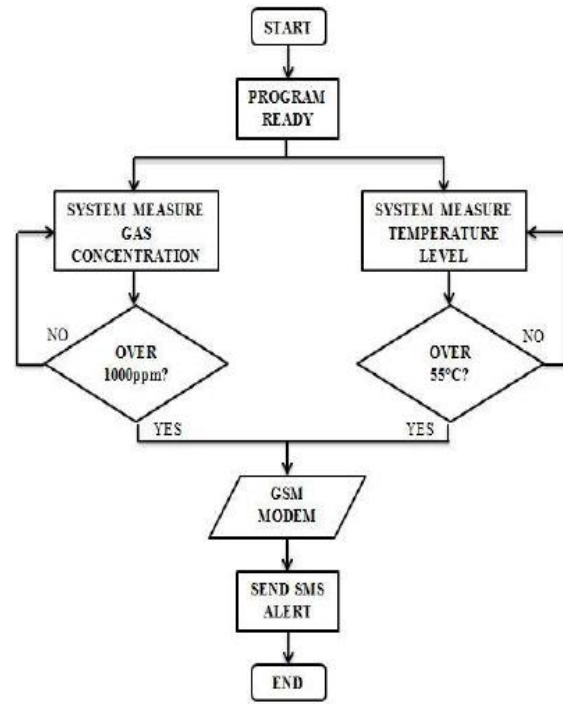 START
PROGRAM
READY
SYSTEM MEASURE
GAS
CONCENTRATION
SYSTEM MEASURE
TEMPERATURE
LEVEL
NO
OVER
1000ppm?
YES
OVER
55°C?
NO
YES
GSM
MODEM
SEND SMS
ALERT
END